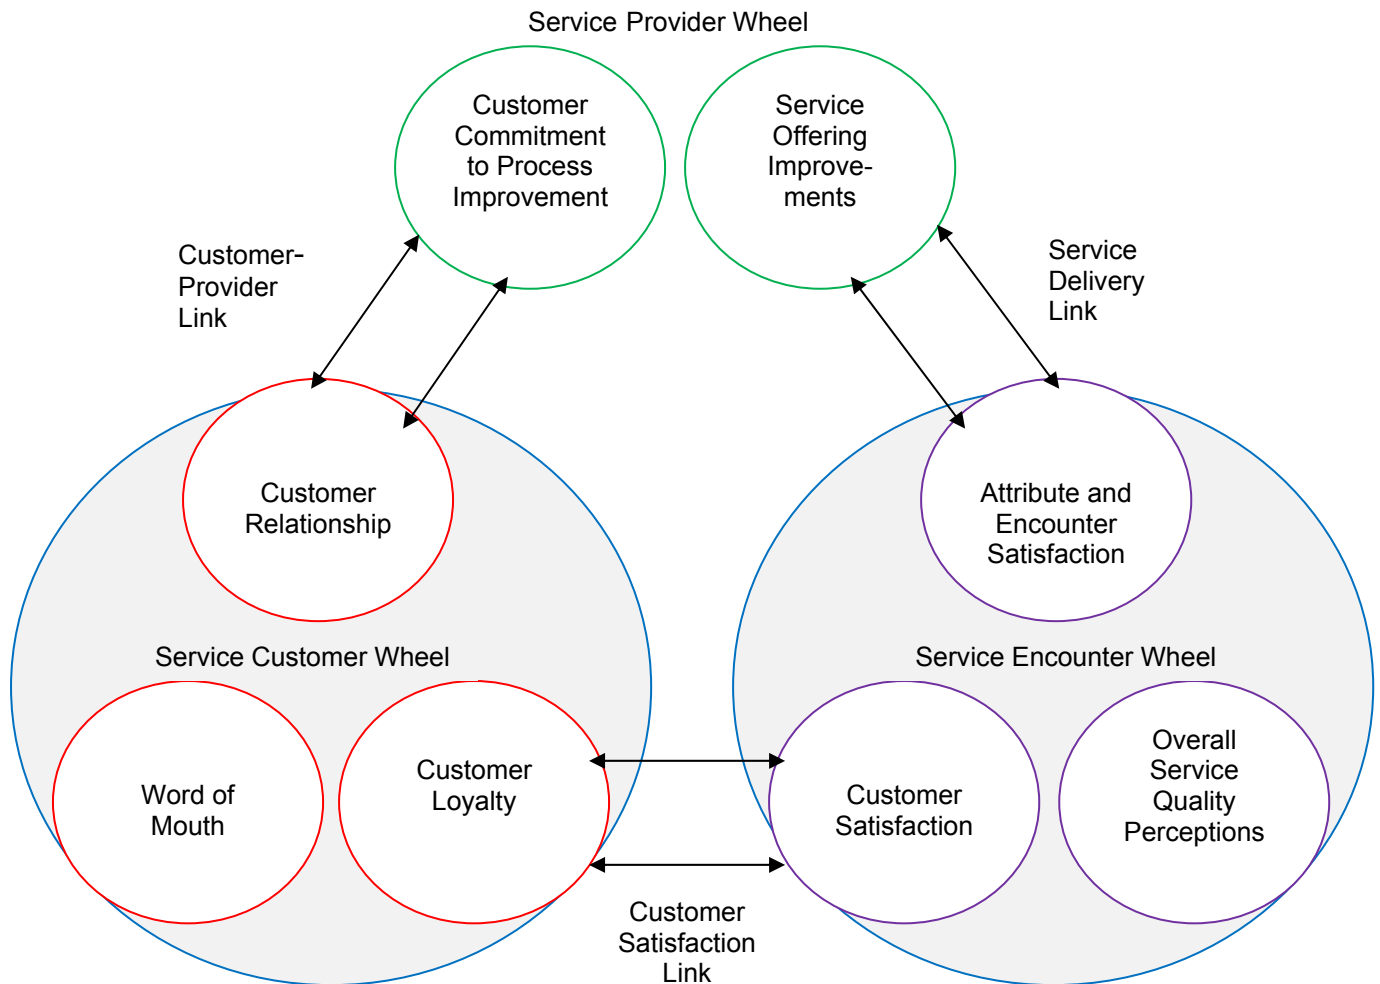 Service Provider Wheel
Customer
Commitment
to Process
Improvement
Service
Offering
Improve-
ments
Customer-
Provider
Link
Service
Delivery
Link
Customer
Relationship
Attribute and
Encounter
Satisfaction
Service Customer Wheel
Service Encounter Wheel
Word of
Mouth
Customer
Loyalty
Customer
Satisfaction
Overall
Service
Quality
Perceptions
Customer
Satisfaction
Link